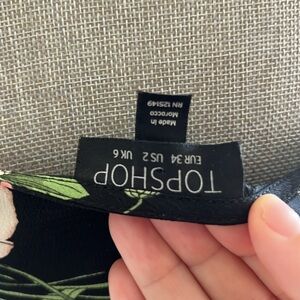 TOPSHOP
EUR 34 US 2 UK 6
Made in
Morocco
RN 125149